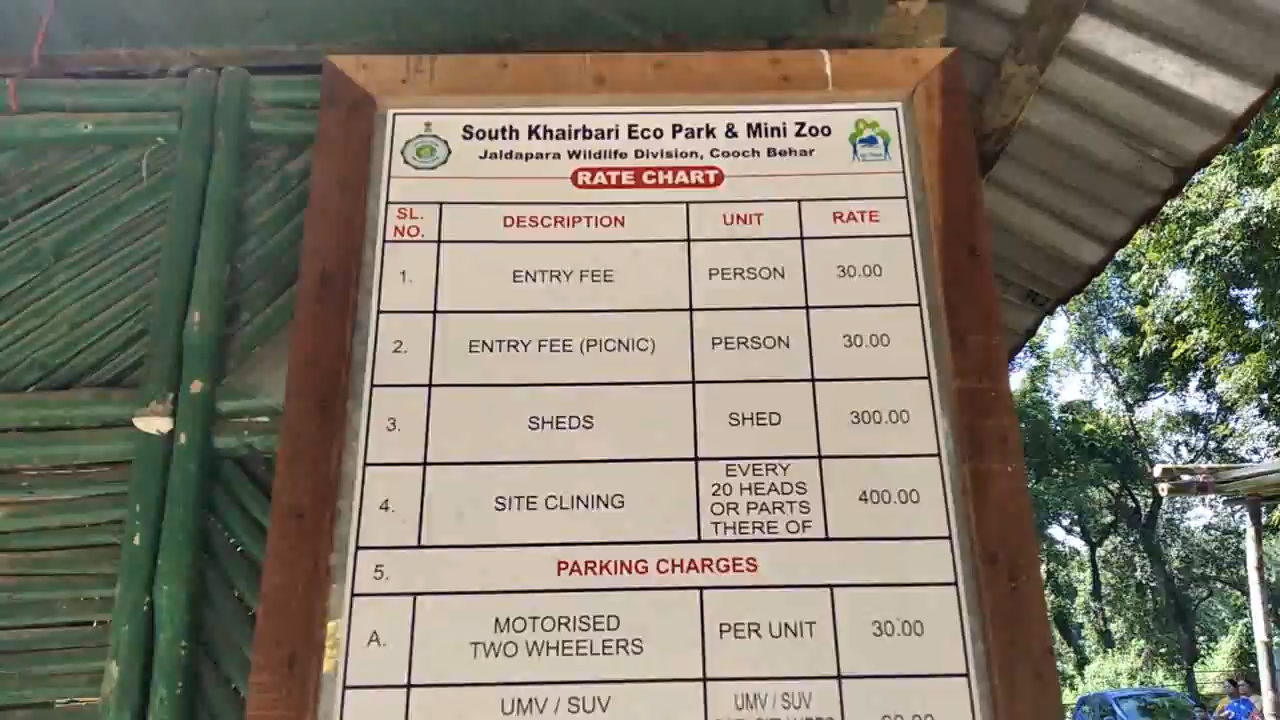 South Khairbari Eco Park & Mini Zoo
Jaldapara Wildlife Division, Cooch Behar
RATE CHART
SL. NO. DESCRIPTION UNIT RATE
1. ENTRY FEE PERSON 30.00
2. ENTRY FEE (PICNIC) PERSON 30.00
3. SHEDS SHED 300.00
4. SITE CLINING EVERY 20 HEADS OR PARTS THERE OF 400.00
5. PARKING CHARGES
A. MOTORISED TWO WHEELERS PER UNIT 30.00
UMV / SUV UMV / SUV